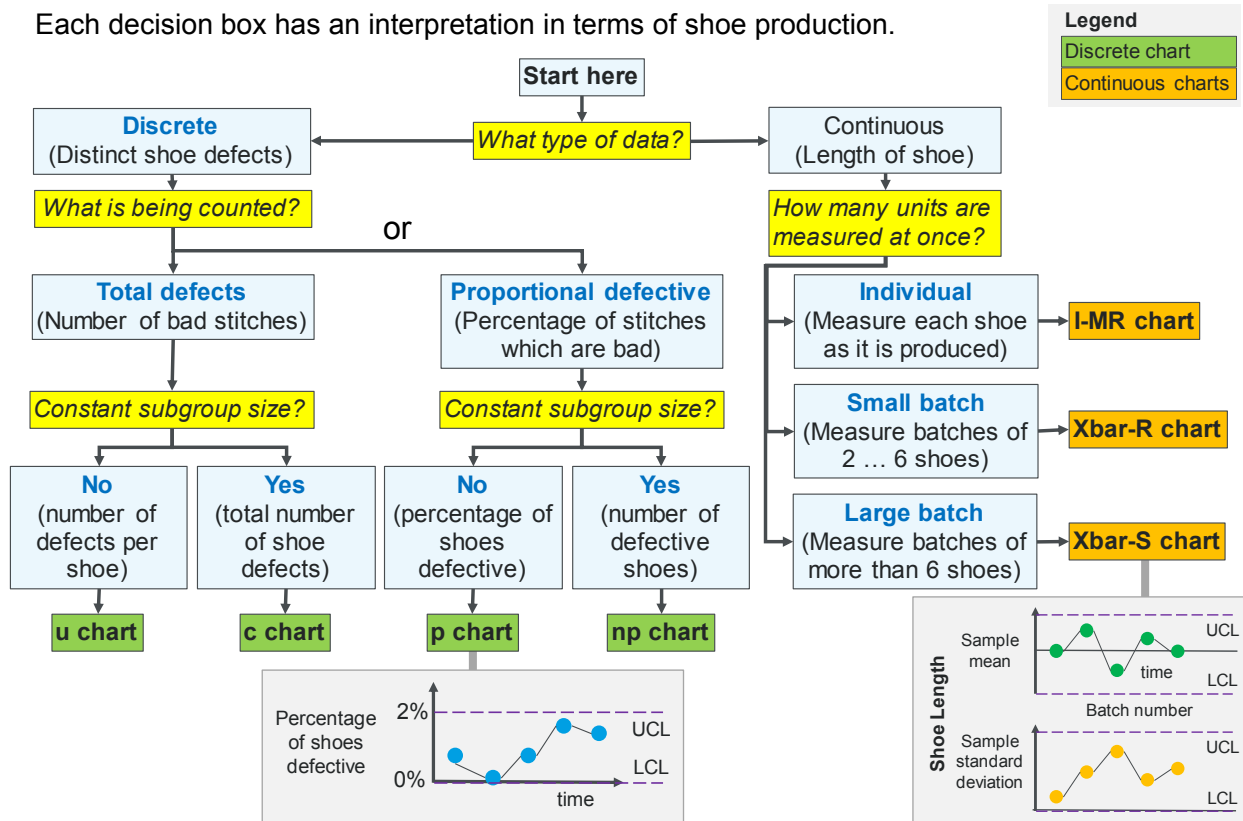 Each decision box has an interpretation in terms of shoe production.
Legend
Discrete chart
Continuous charts
Start here
What type of data?
Discrete
(Distinct shoe defects)
Continuous
(Length of shoe)
What is being counted?
How many units are
measured at once?
or
Total defects
(Number of bad stitches)
Proportional defective
(Percentage of stitches
which are bad)
Individual
(Measure each shoe
as it is produced)
I-MR chart
Constant subgroup size?
Constant subgroup size?
Small batch
(Measure batches of
2 … 6 shoes)
Xbar-R chart
No
(number of
defects per
shoe)
Yes
(total number
of shoe
defects)
No
(percentage of
shoes
defective)
Yes
(number of
defective
shoes)
Large batch
(Measure batches of
more than 6 shoes)
Xbar-S chart
u chart
c chart
p chart
np chart
Percentage
of shoes
defective
2%
0%
UCL
LCL
time
Shoe Length
Sample
mean
UCL
time
LCL
Batch number
Sample
standard
deviation
UCL
LCL